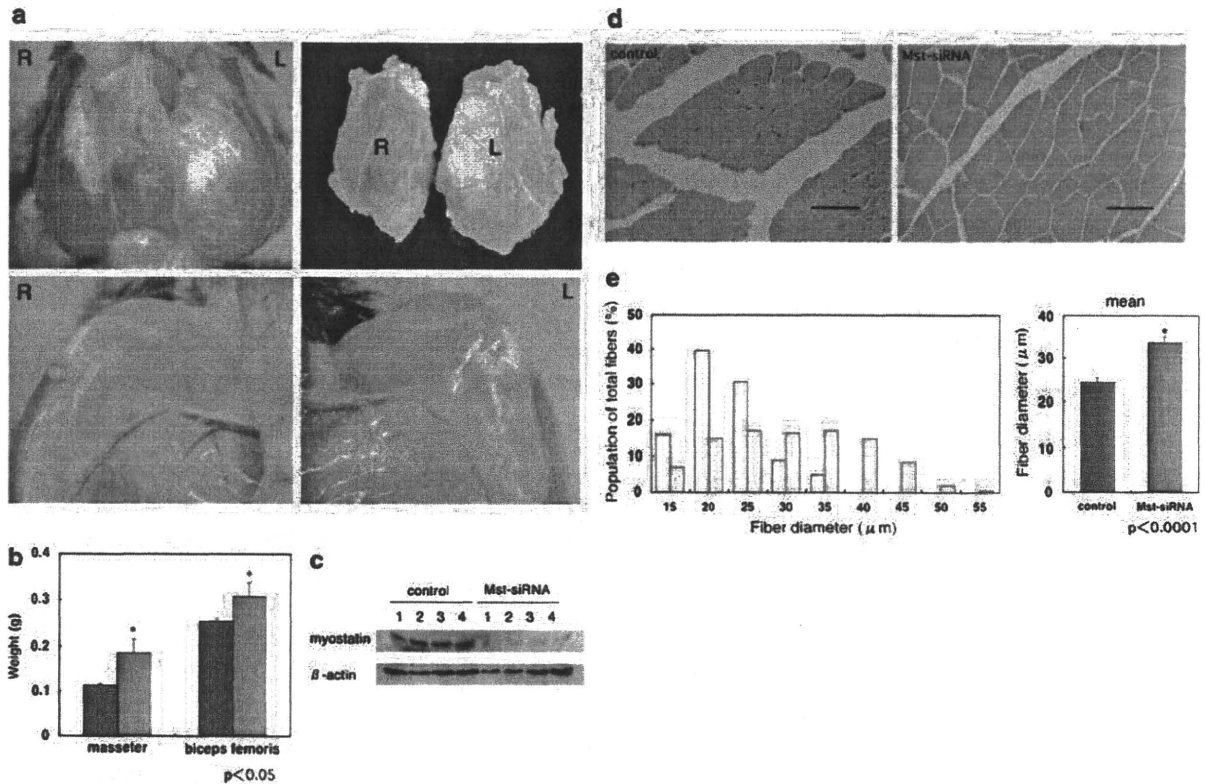 a
R
L
R
L
R
L
b
0.4
0.3
0.2
0.1
0
Weight (g)
masseter
biceps femoris
p<0.05
c
control
Mst-siRNA
1 2 3 4 1 2 3 4
myostatin
β-actin
d
control
Mst-siRNA
e
50
40
30
20
10
0
Population of total fibers (%)
15 20 25 30 35 40 45 50 55
Fiber diameter (μm)
mean
40
30
20
10
0
Fiber diameter (μm)
control
Mst-siRNA
p<0.0001